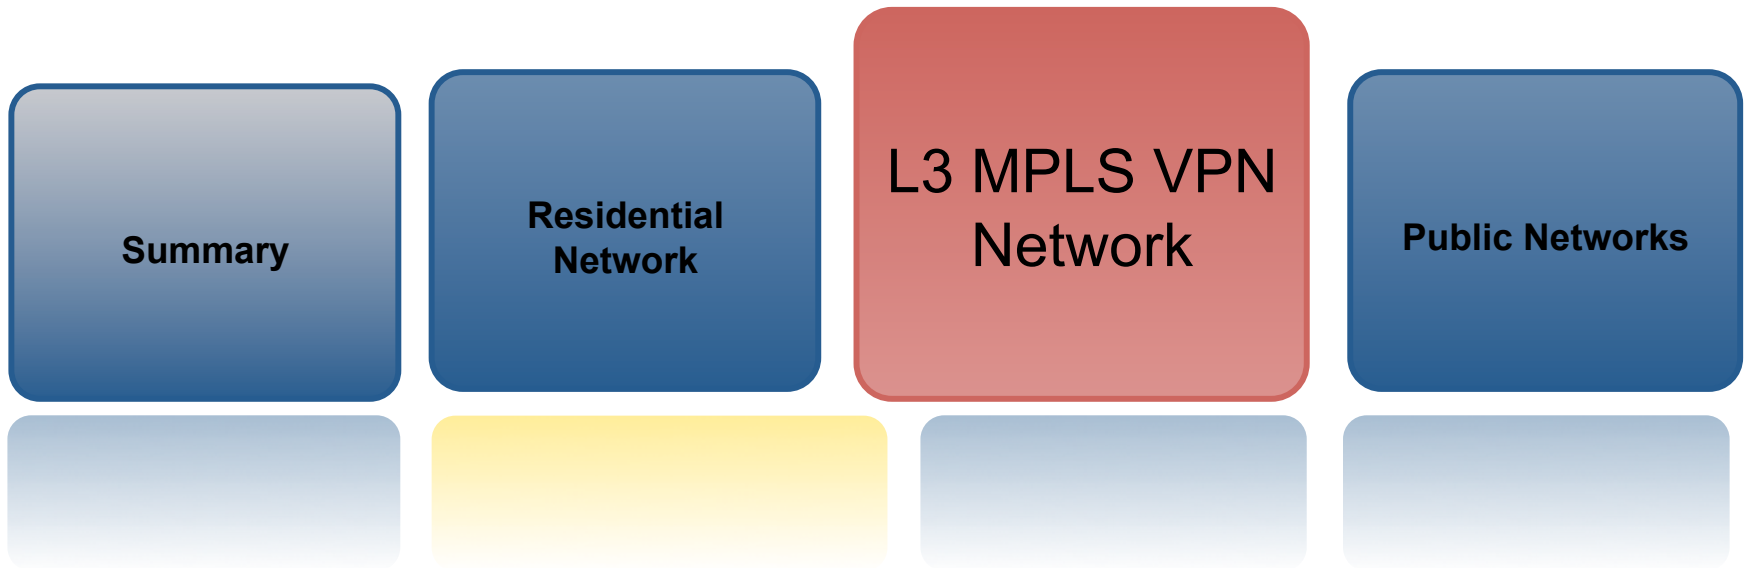 Summary
Residential
Network
L3 MPLS VPN
Network
Public Networks